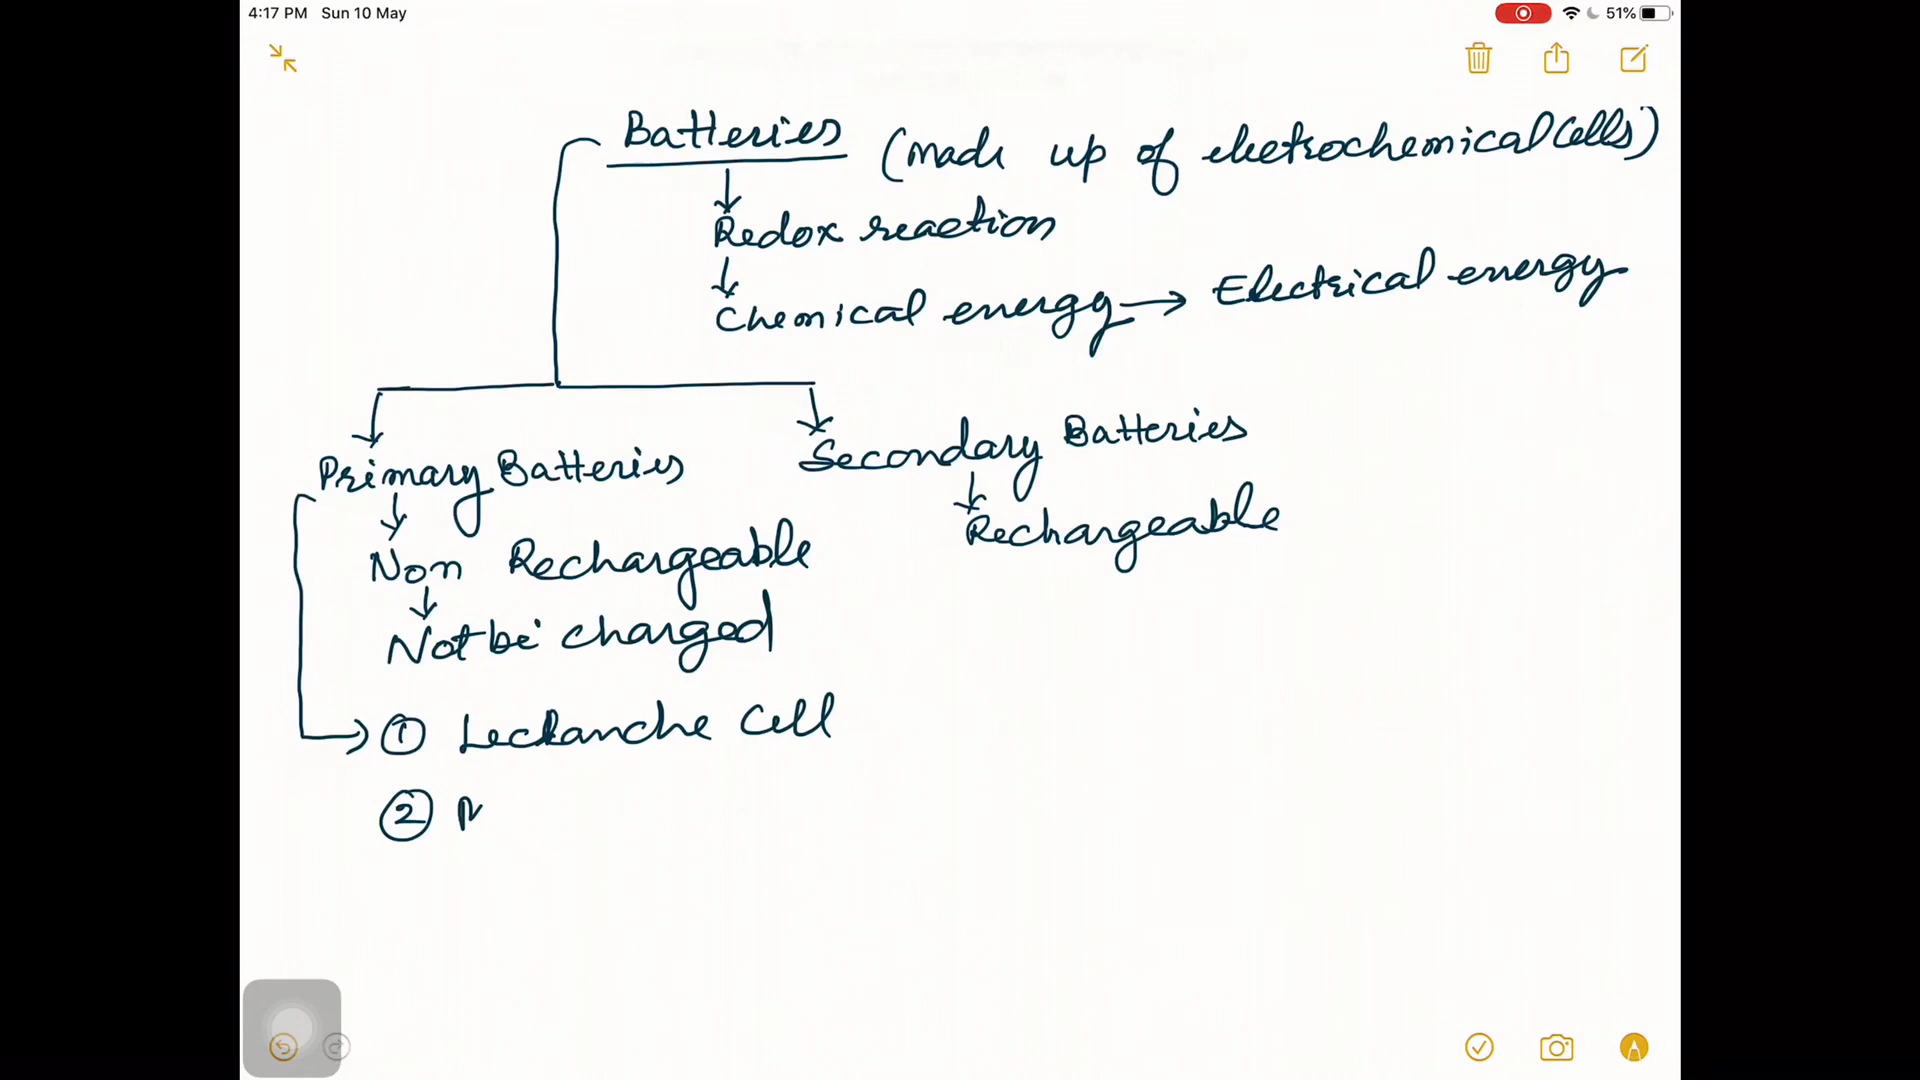 4:17 PM Sun 10 May 51%
Batteries (made up of eletrochemical Cells)
Redox reaction
Chemical energy → Electrical energy
Primary Batteries
Secondary Batteries
Non Rechargeable
Rechargeable
Not be charged
① Leclanche Cell
②